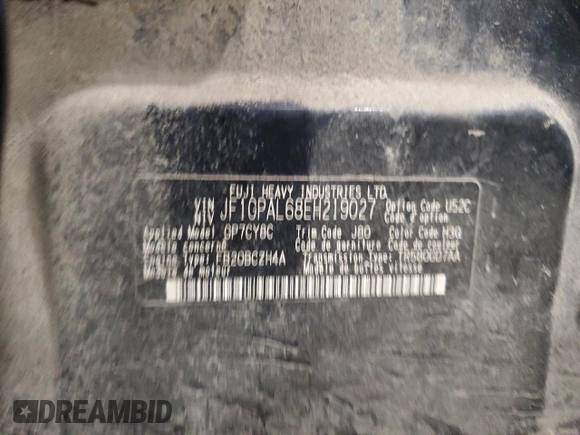 FUJI HEAVY INDUSTRIES LTD.
VIN JF1GPAL68EH219027 Option Code U52C
NIV Code d'option
Applied Model GP7CY8C Trim Code J80 Color Code H3Q
Modèle concerné Code de garniture Code de couleur
Engine Type FB20BCZH4A Transmission Type
Modèle de moteur Modèle de boîte vitesse
DREAMBID